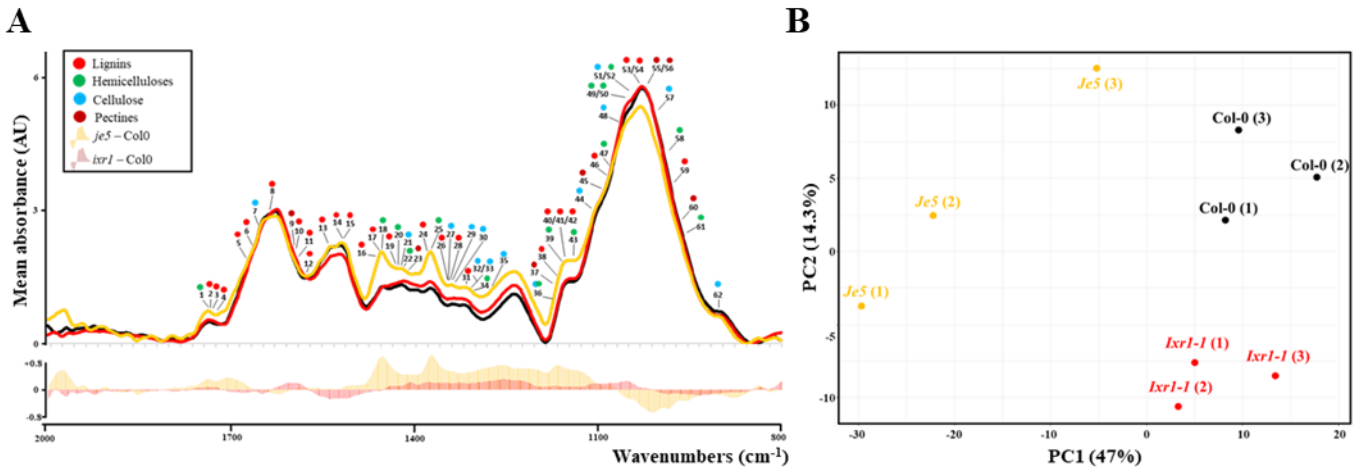 A
B
Mean absorbance (AU)
6
3
0
Lignins
Hemicelluloses
Cellulose
Pectines
je5 – Col0
ixr1 – Col0
1 2 3 4 5 6 7 8 9 10 11 12 13 14 15 16 17 18 19 20 21 22 23 24 25 26 27 28 29 30 31 32/33 34 35 36 37 38 39 40/41/42 43 44 45 46 47 48 49/50 51/52 53/54 55/56 57 58 59 60 61 62
+0.5
0
-0.5
2000 1700 1400 1100 800
Wavenumbers (cm-1)
PC2 (14.3%)
10
5
0
-5
-10
Je5 (3)
Col-0 (3)
Col-0 (2)
Je5 (2)
Col-0 (1)
Je5 (1)
Ixr1-1 (1)
Ixr1-1 (3)
Ixr1-1 (2)
-30 -20 -10 0 10 20
PC1 (47%)